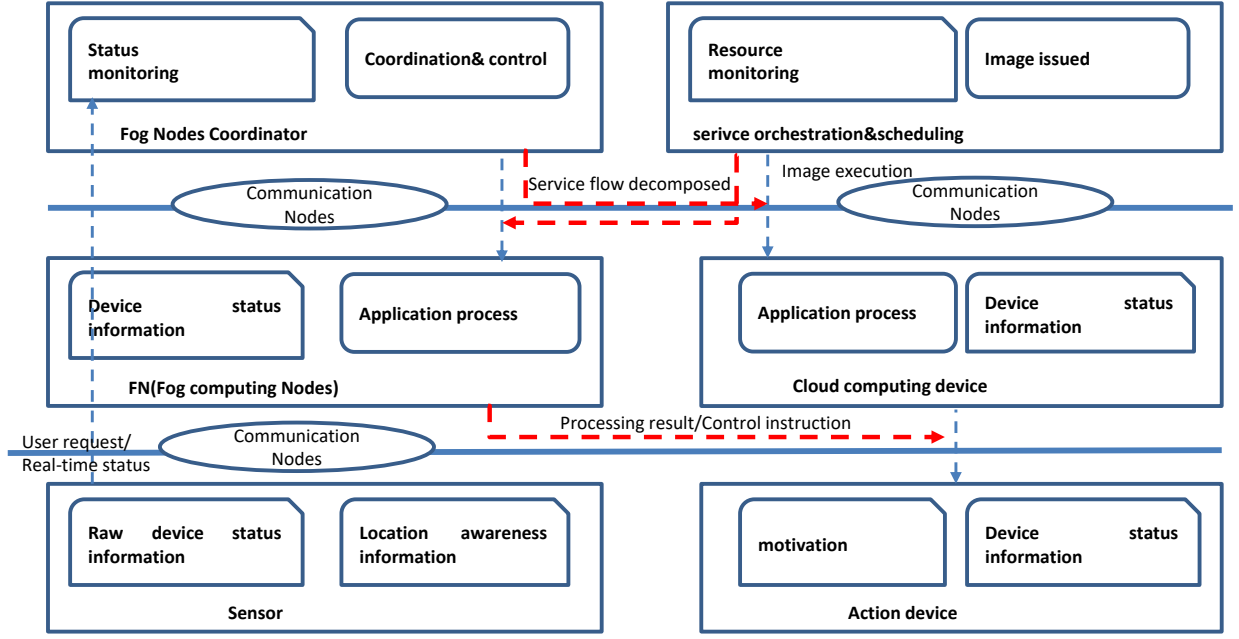 Status
monitoring
Coordination& control
Fog Nodes Coordinator
Resource
monitoring
Image issued
serivce orchestration&scheduling
Service flow decomposed
Image execution
Communication
Nodes
Communication
Nodes
Device status
information
Application process
FN(Fog computing Nodes)
Application process
Device status
information
Cloud computing device
User request/
Real-time status
Communication
Nodes
Processing result/Control instruction
Raw device status
information
Location awareness
information
Sensor
motivation
Device status
information
Action device